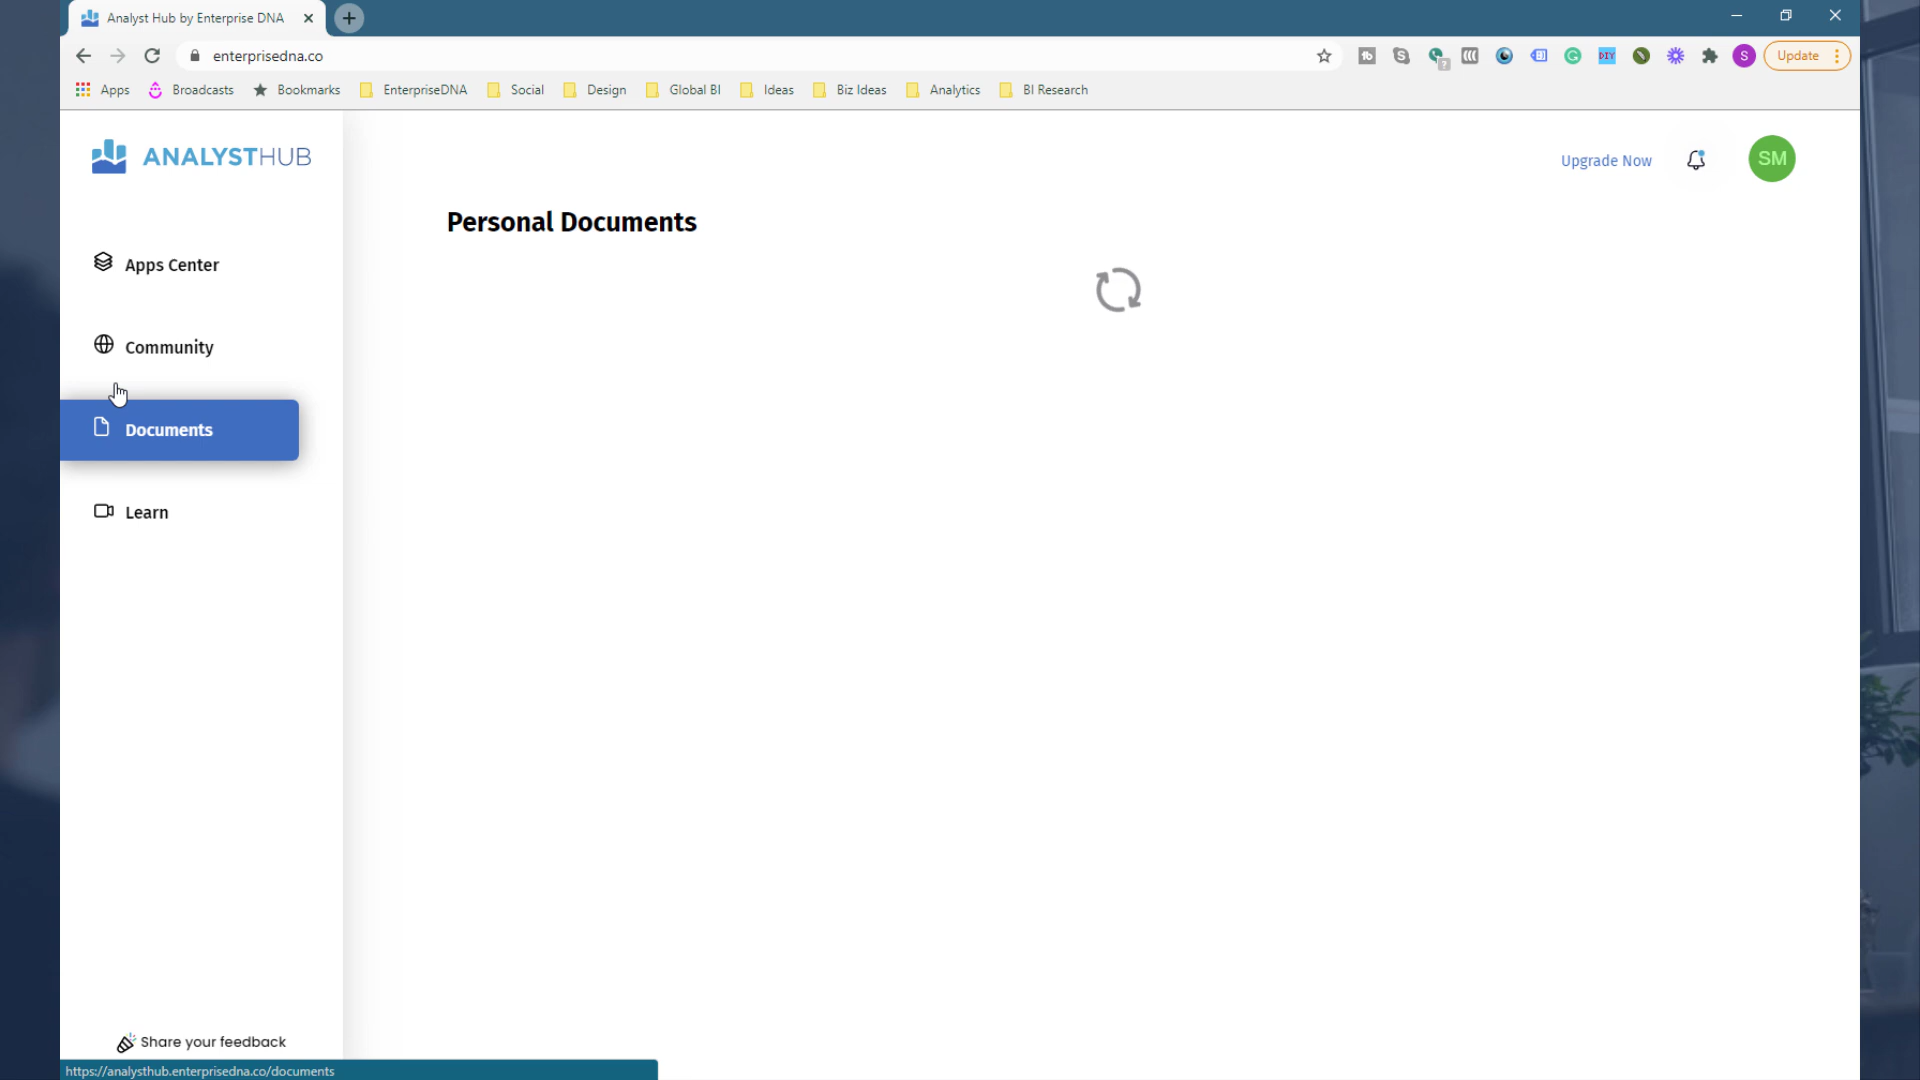 Analyst Hub by Enterprise DNA
enterprisedna.co
Update
Apps
Broadcasts
Bookmarks
EnterpriseDNA
Social
Design
Global BI
Ideas
Biz Ideas
Analytics
BI Research
ANALYSTHUB
Upgrade Now
SM
Personal Documents
Apps Center
Community
Documents
Learn
Share your feedback
https://analysthub.enterprisedna.co/documents